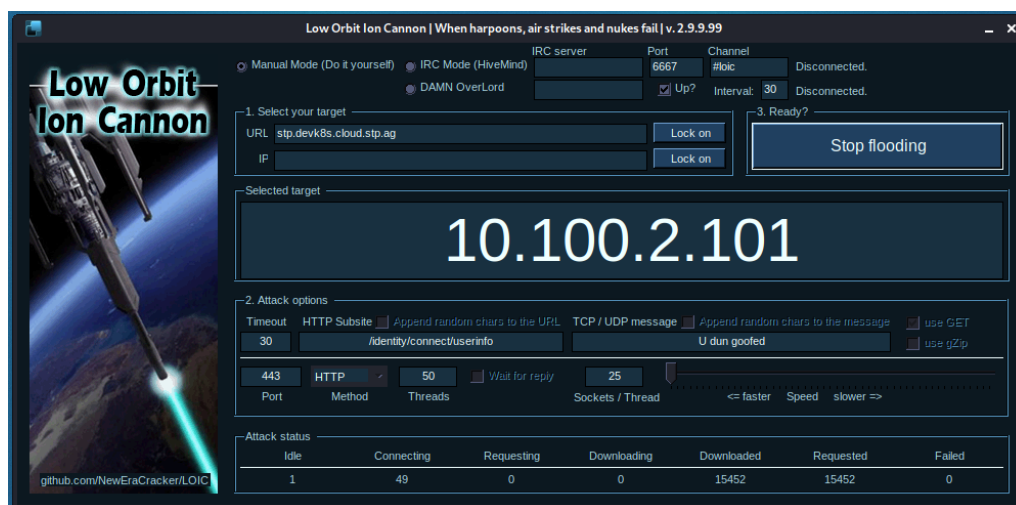 Low Orbit Ion Cannon | When harpoons, air strikes and nukes fail | v. 2.9.9.99
Low Orbit
Ion Cannon
github.com/NewEraCracker/LOIC
IRC server Port Channel
Manual Mode (Do it yourself) IRC Mode (HiveMind) 6667 #loic Disconnected.
DAMN OverLord Up? Interval: 30 Disconnected.
1. Select your target
URL stp.devk8s.cloud.stp.ag Lock on
IP Lock on
3. Ready?
Stop flooding
Selected target
10.100.2.101
2. Attack options
Timeout HTTP Subsite Append random chars to the URL TCP / UDP message Append random chars to the message use GET
30 /identity/connect/userinfo U dun goofed use gZip
443 HTTP 50 Wait for reply 25
Port Method Threads Sockets / Thread <= faster Speed slower =>
Attack status
Idle Connecting Requesting Downloading Downloaded Requested Failed
1 49 0 0 15452 15452 0